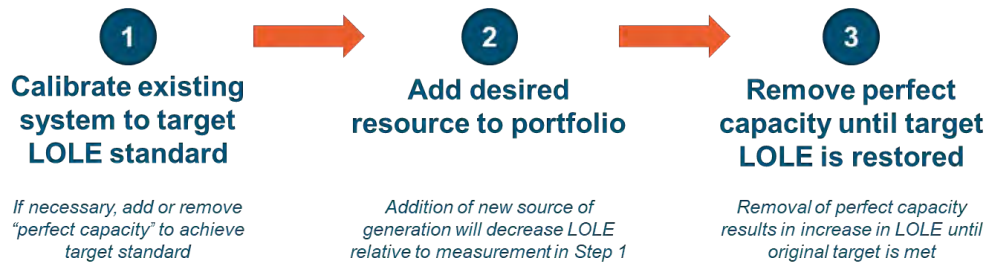 1
Calibrate existing
system to target
LOLE standard
If necessary, add or remove
“perfect capacity” to achieve
target standard
2
Add desired
resource to portfolio
Addition of new source of
generation will decrease LOLE
relative to measurement in Step 1
3
Remove perfect
capacity until target
LOLE is restored
Removal of perfect capacity
results in increase in LOLE until
original target is met